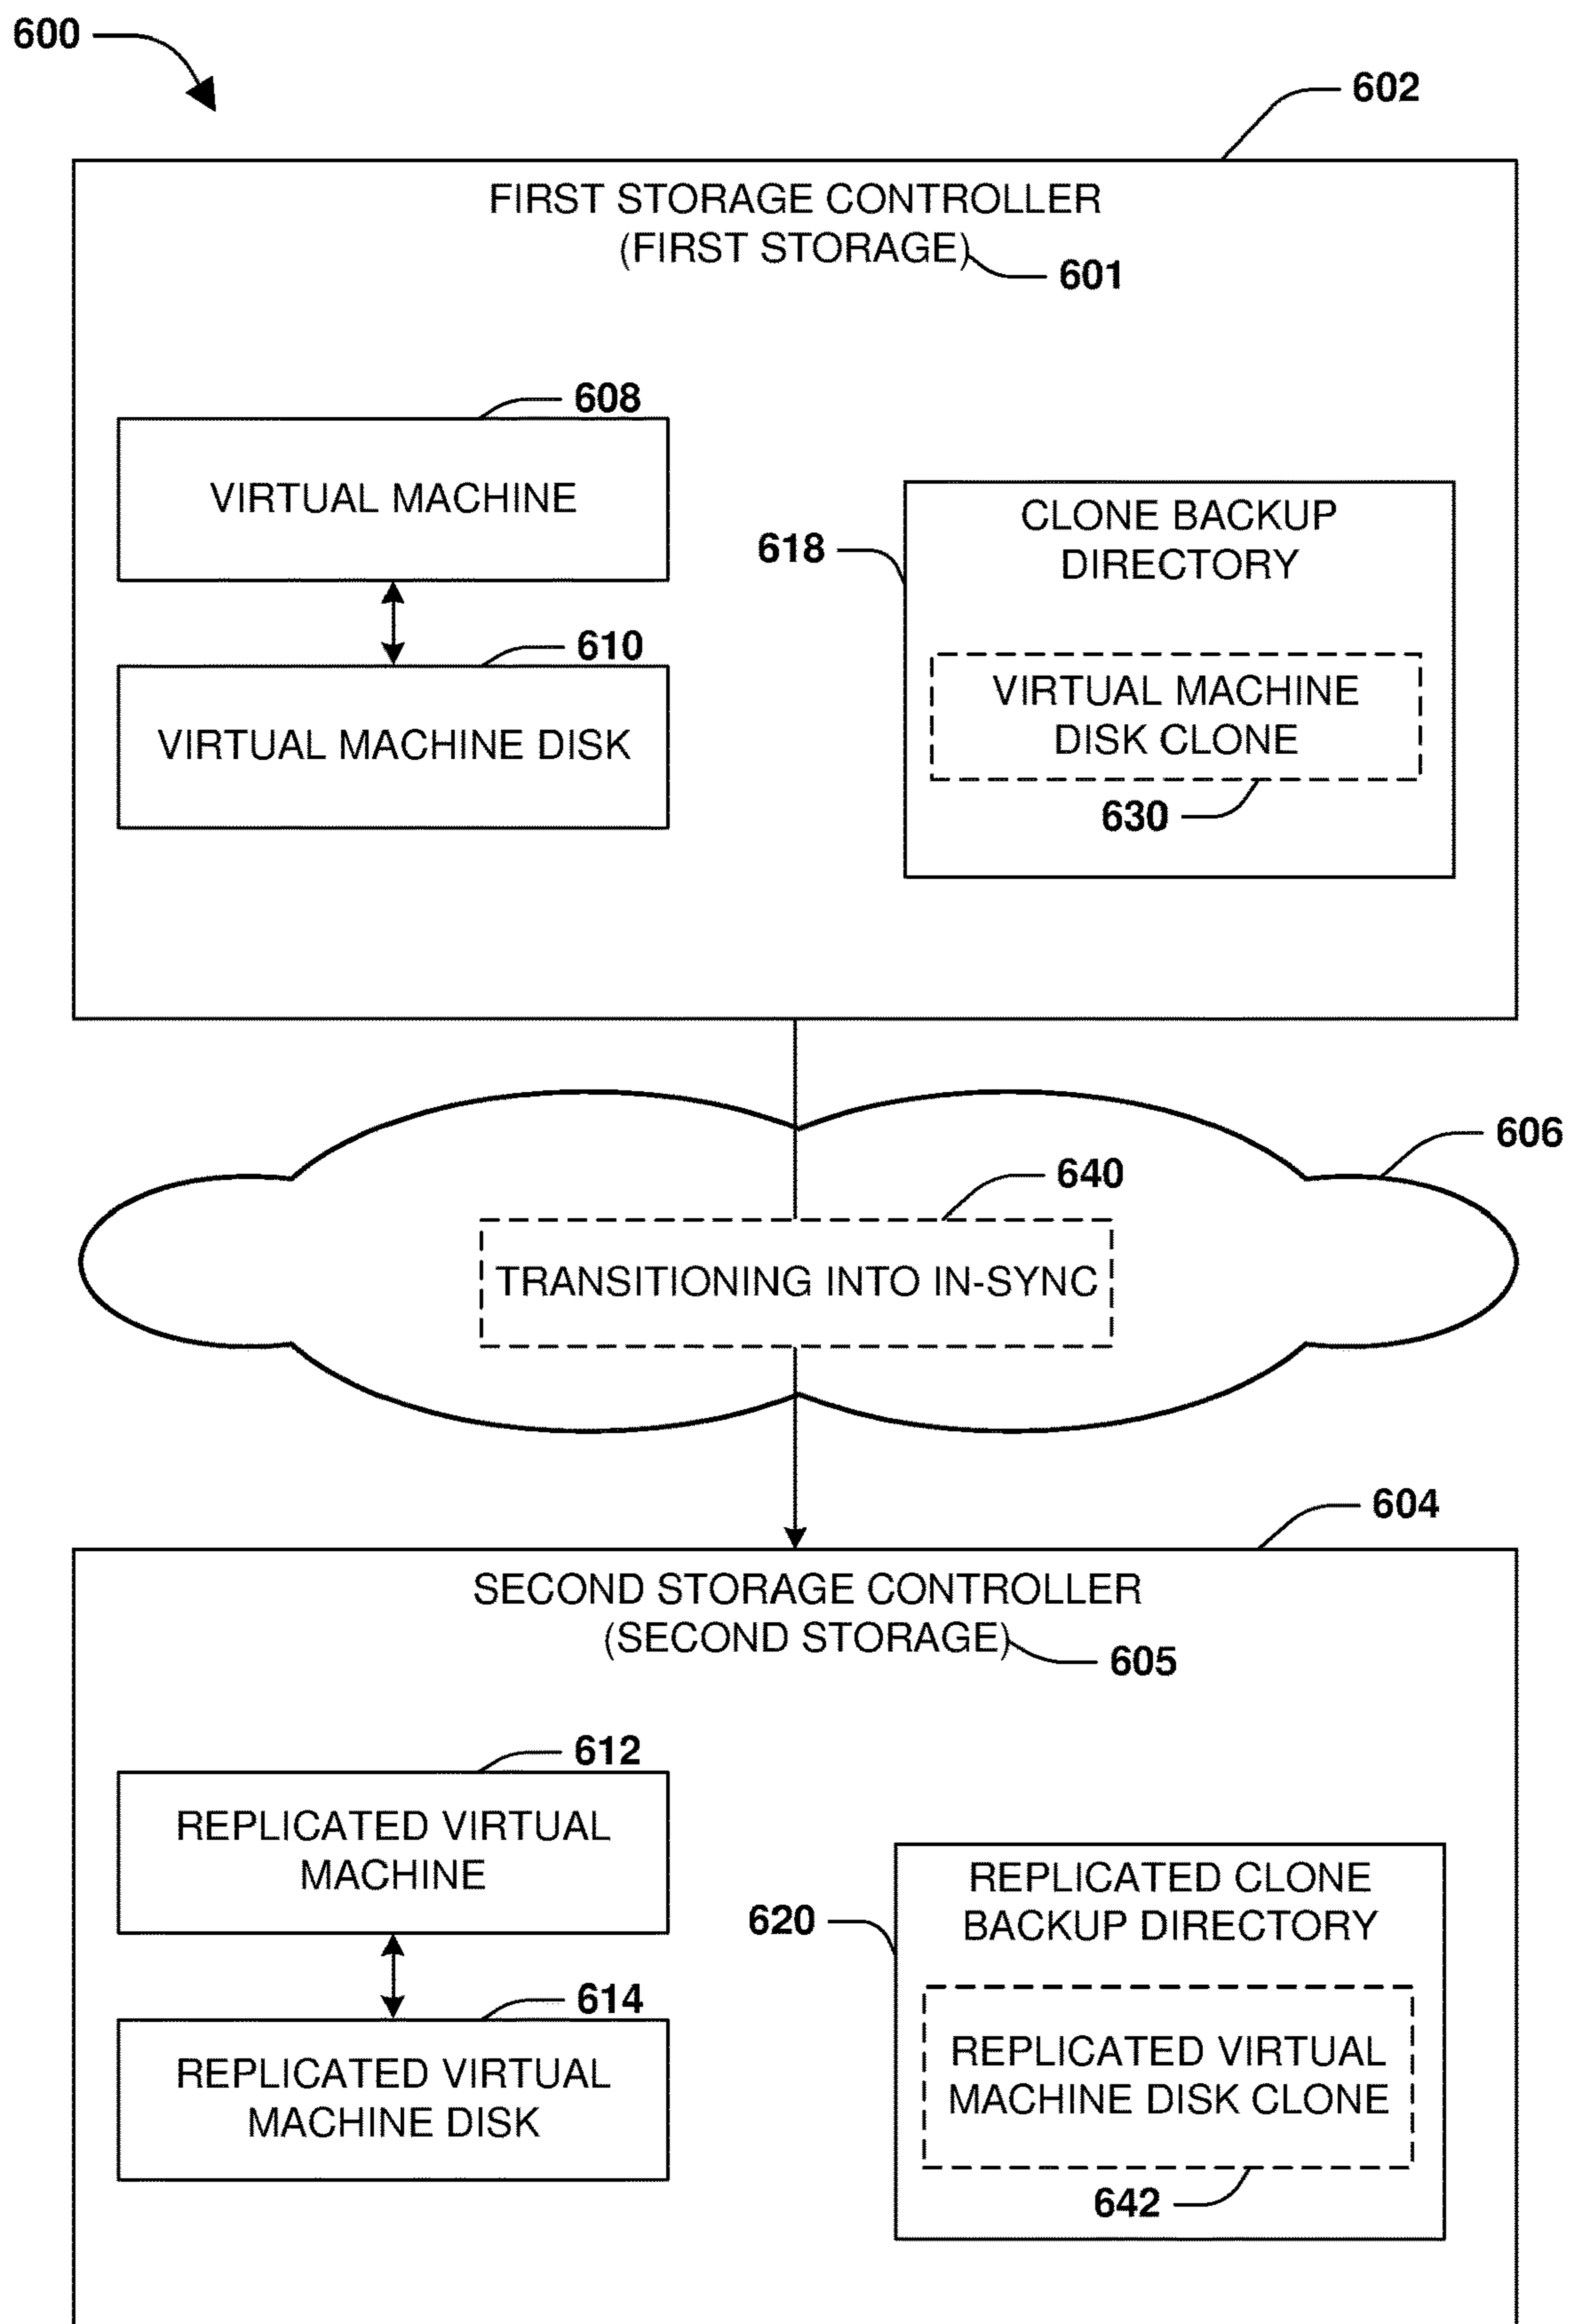 600
602
FIRST STORAGE CONTROLLER
(FIRST STORAGE)
601
608
VIRTUAL MACHINE
610
VIRTUAL MACHINE DISK
618
CLONE BACKUP
DIRECTORY
VIRTUAL MACHINE
DISK CLONE
630
606
640
TRANSITIONING INTO IN-SYNC
604
SECOND STORAGE CONTROLLER
(SECOND STORAGE)
605
612
REPLICATED VIRTUAL
MACHINE
614
REPLICATED VIRTUAL
MACHINE DISK
620
REPLICATED CLONE
BACKUP DIRECTORY
REPLICATED VIRTUAL
MACHINE DISK CLONE
642